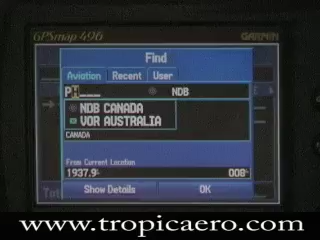 GPSmap 496 GARMIN
Find
Aviation Recent User
PH___ NDB
NDB CANADA
VOR AUSTRALIA
CANADA
From Current Location
1937.9 008
Show Details OK
www.tropicaero.com